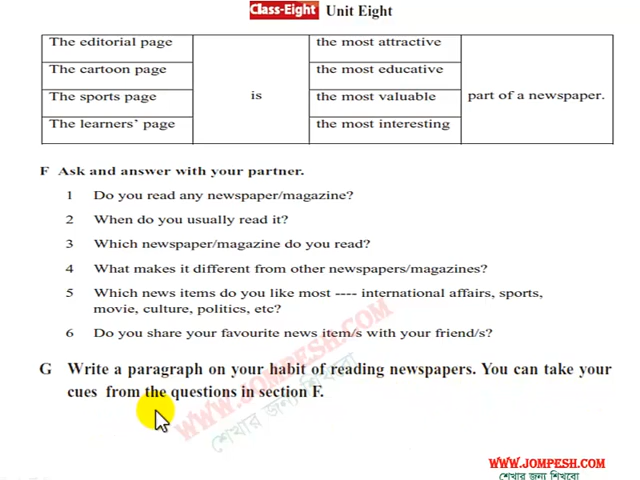 Class-Eight Unit Eight
The editorial page is the most attractive part of a newspaper.
The cartoon page the most educative
The sports page the most valuable
The learners' page the most interesting
F Ask and answer with your partner.
1 Do you read any newspaper/magazine?
2 When do you usually read it?
3 Which newspaper/magazine do you read?
4 What makes it different from other newspapers/magazines?
5 Which news items do you like most ---- international affairs, sports,
movie, culture, politics, etc?
6 Do you share your favourite news item/s with your friend/s?
G Write a paragraph on your habit of reading newspapers. You can take your
cues from the questions in section F.
WWW.JOMPESH.COM
শেখার জন্য শিখবো
WWW.JOMPESH.COM
শেখার জন্য শিখবো